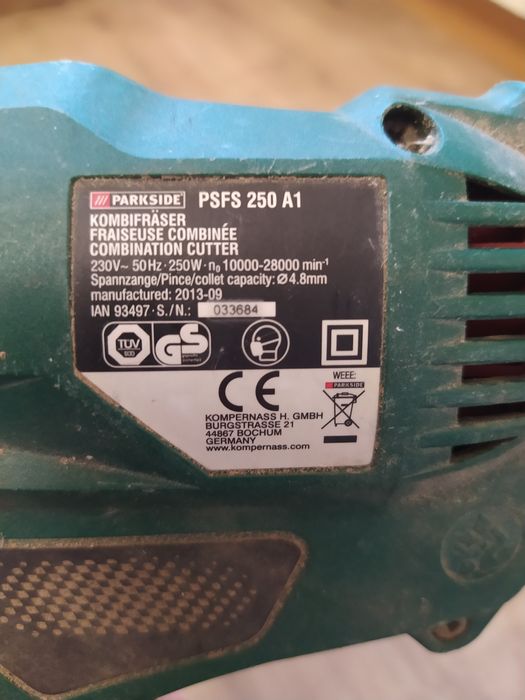 PARKSIDE PSFS 250 A1
KOMBIFRÄSER
FRAISEUSE COMBINÉE
COMBINATION CUTTER
230V~ 50Hz·250W·n₀ 10000-28000 min⁻¹
Spannzange/Pince/collet capacity: Ø4.8mm
manufactured: 2013-09
IAN 93497·S./N.: 033684
TÜV
SÜD
GS
CE
WEEE:
PARKSIDE
KOMPERNASS H. GMBH
BURGSTRASSE 21
44867 BOCHUM
GERMANY
www.kompernass.com